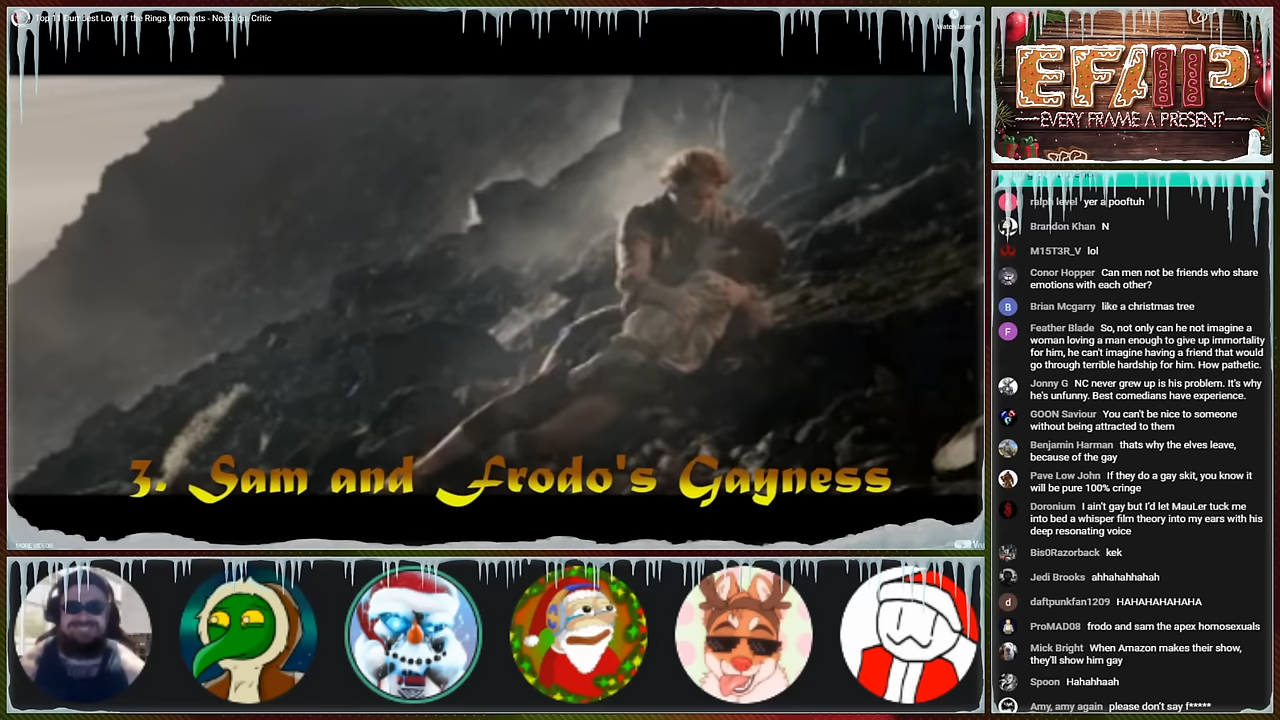 Top 11 Dumbest Lord of the Rings Moments - Nostalgia Critic
Watch later
3. Sam and Frodo's Gayness
MORE VIDEOS
EFAP
EVERY FRAME A PRESENT
ralph level yer a pooftuh
Brandon Khan N
M15T3R_V lol
Conor Hopper Can men not be friends who share
emotions with each other?
B Brian Mcgarry like a christmas tree
F Feather Blade So, not only can he not imagine a
woman loving a man enough to give up immortality
for him, he can't imagine having a friend that would
go through terrible hardship for him. How pathetic.
Jonny G NC never grew up is his problem. It's why
he's unfunny. Best comedians have experience.
GOON Saviour You can't be nice to someone
without being attracted to them
Benjamin Harman thats why the elves leave,
because of the gay
Pave Low John If they do a gay skit, you know it
will be pure 100% cringe
Doronium I ain't gay but I'd let MauLer tuck me
into bed a whisper film theory into my ears with his
deep resonating voice
Bis0Razorback kek
Jedi Brooks ahhahahhahah
d daftpunkfan1209 HAHAHAHAHAHA
ProMAD08 frodo and sam the apex homosexuals
Mick Bright When Amazon makes their show,
they'll show him gay
Spoon Hahahhaah
Amy, amy again please don't say f*****